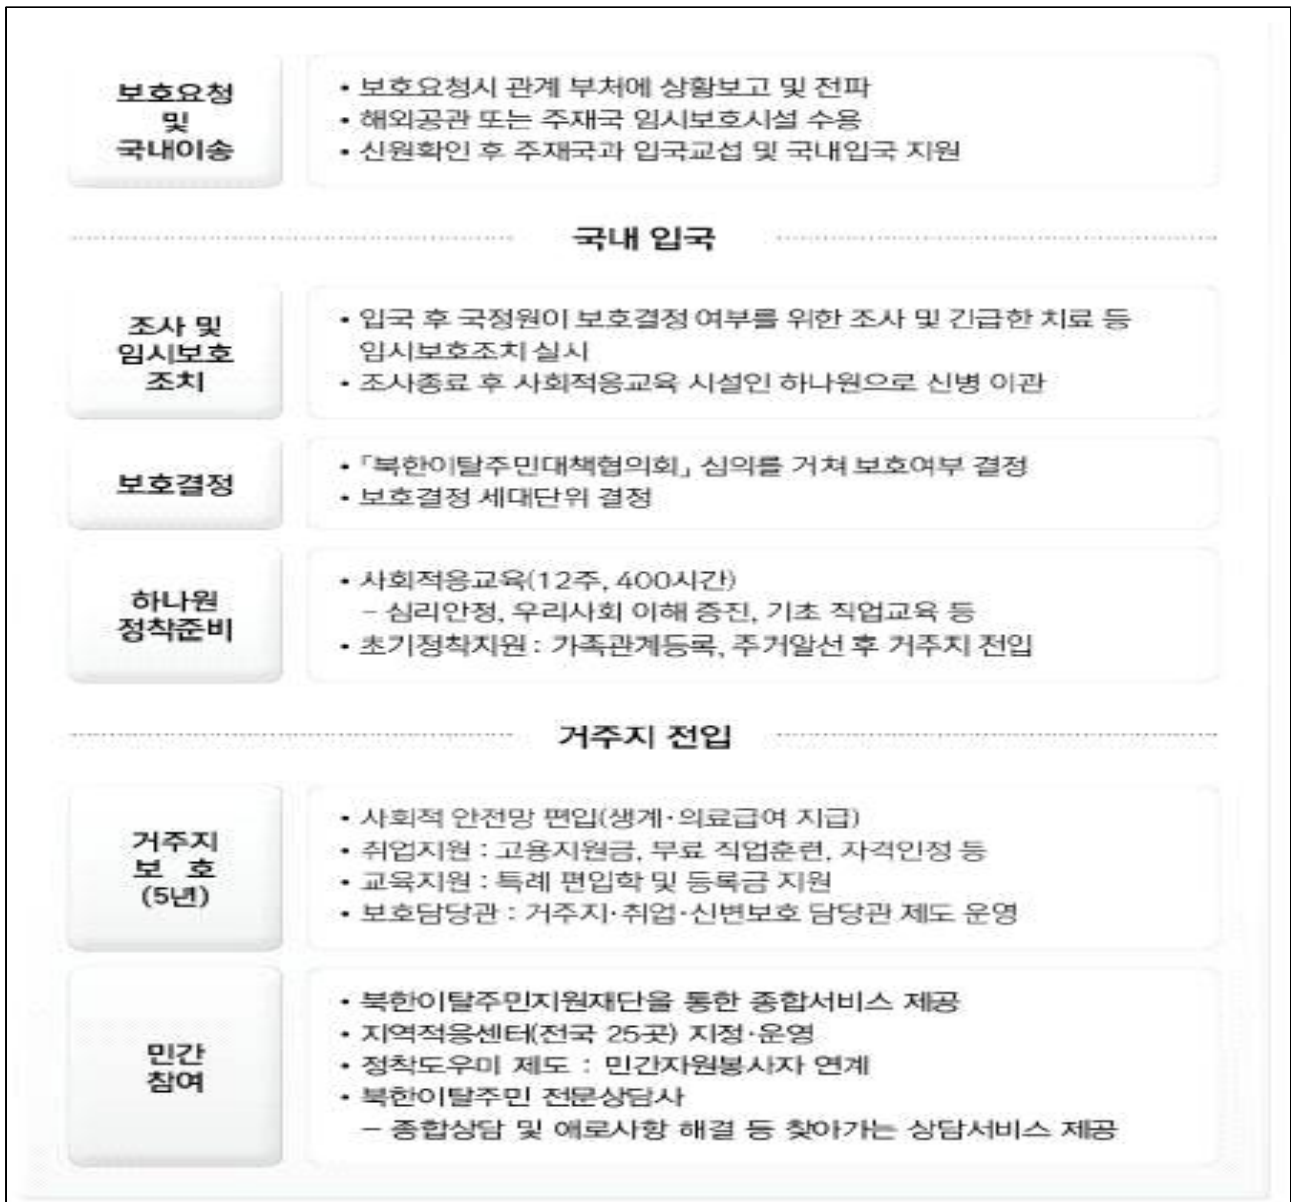 보호요청
및
국내이송
• 보호요청시 관계 부처에 상황보고 및 전파
• 해외공관 또는 주재국 임시보호시설 수용
• 신원확인 후 주재국과 입국교섭 및 국내입국 지원
국내 입국
조사 및
임시보호
조치
• 입국 후 국정원이 보호결정 여부를 위한 조사 및 긴급한 치료 등
임시보호조치 실시
• 조사종료 후 사회적응교육 시설인 하나원으로 신병 이관
보호결정
• 「북한이탈주민대책협의회」 심의를 거쳐 보호여부 결정
• 보호결정 세대단위 결정
하나원
정착준비
• 사회적응교육(12주, 400시간)
– 심리안정, 우리사회 이해 증진, 기초 직업교육 등
• 초기정착지원 : 가족관계등록, 주거알선 후 거주지 전입
거주지 전입
거주지
보 호
(5년)
• 사회적 안전망 편입(생계·의료급여 지급)
• 취업지원 : 고용지원금, 무료 직업훈련, 자격인정 등
• 교육지원 : 특례 편입학 및 등록금 지원
• 보호담당관 : 거주지·취업·신변보호 담당관 제도 운영
민간
참여
• 북한이탈주민지원재단을 통한 종합서비스 제공
• 지역적응센터(전국 25곳) 지정·운영
• 정착도우미 제도 : 민간자원봉사자 연계
• 북한이탈주민 전문상담사
– 종합상담 및 애로사항 해결 등 찾아가는 상담서비스 제공